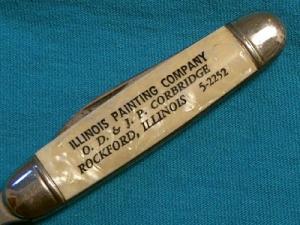 ILLINOIS PAINTING COMPANY
O. D. & J. P. CORBRIDGE
ROCKFORD, ILLINOIS 5-2252